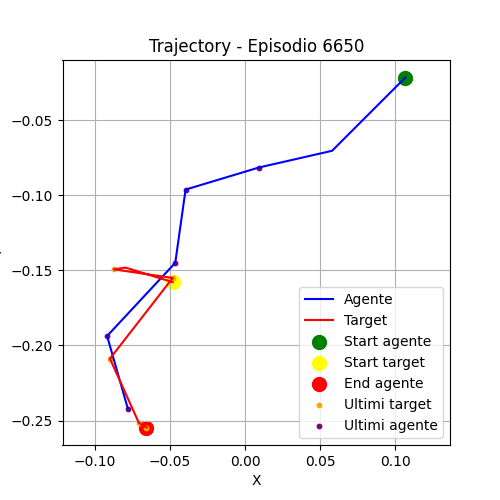 Trajectory - Episodio 6650
−0.05
−0.10
−0.15
−0.20
−0.25
−0.10
−0.05
0.00
0.05
0.10
X
Agente
Target
Start agente
Start target
End agente
Ultimi target
Ultimi agente